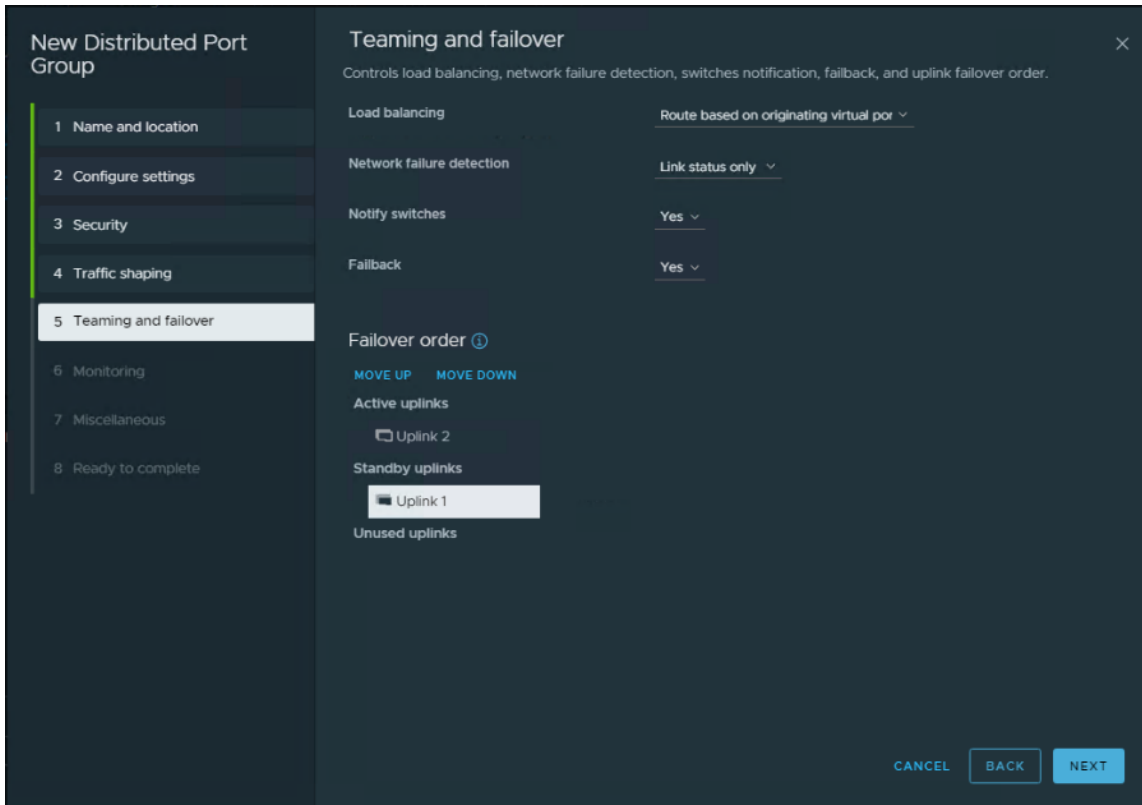 New Distributed Port
Group
1 Name and location
2 Configure settings
3 Security
4 Traffic shaping
5 Teaming and failover
6 Monitoring
7 Miscellaneous
8 Ready to complete
Teaming and failover
Controls load balancing, network failure detection, switches notification, failback, and uplink failover order.
Load balancing Route based on originating virtual por
Network failure detection Link status only
Notify switches Yes
Failback Yes
Failover order
MOVE UP MOVE DOWN
Active uplinks
Uplink 2
Standby uplinks
Uplink 1
Unused uplinks
CANCEL BACK NEXT